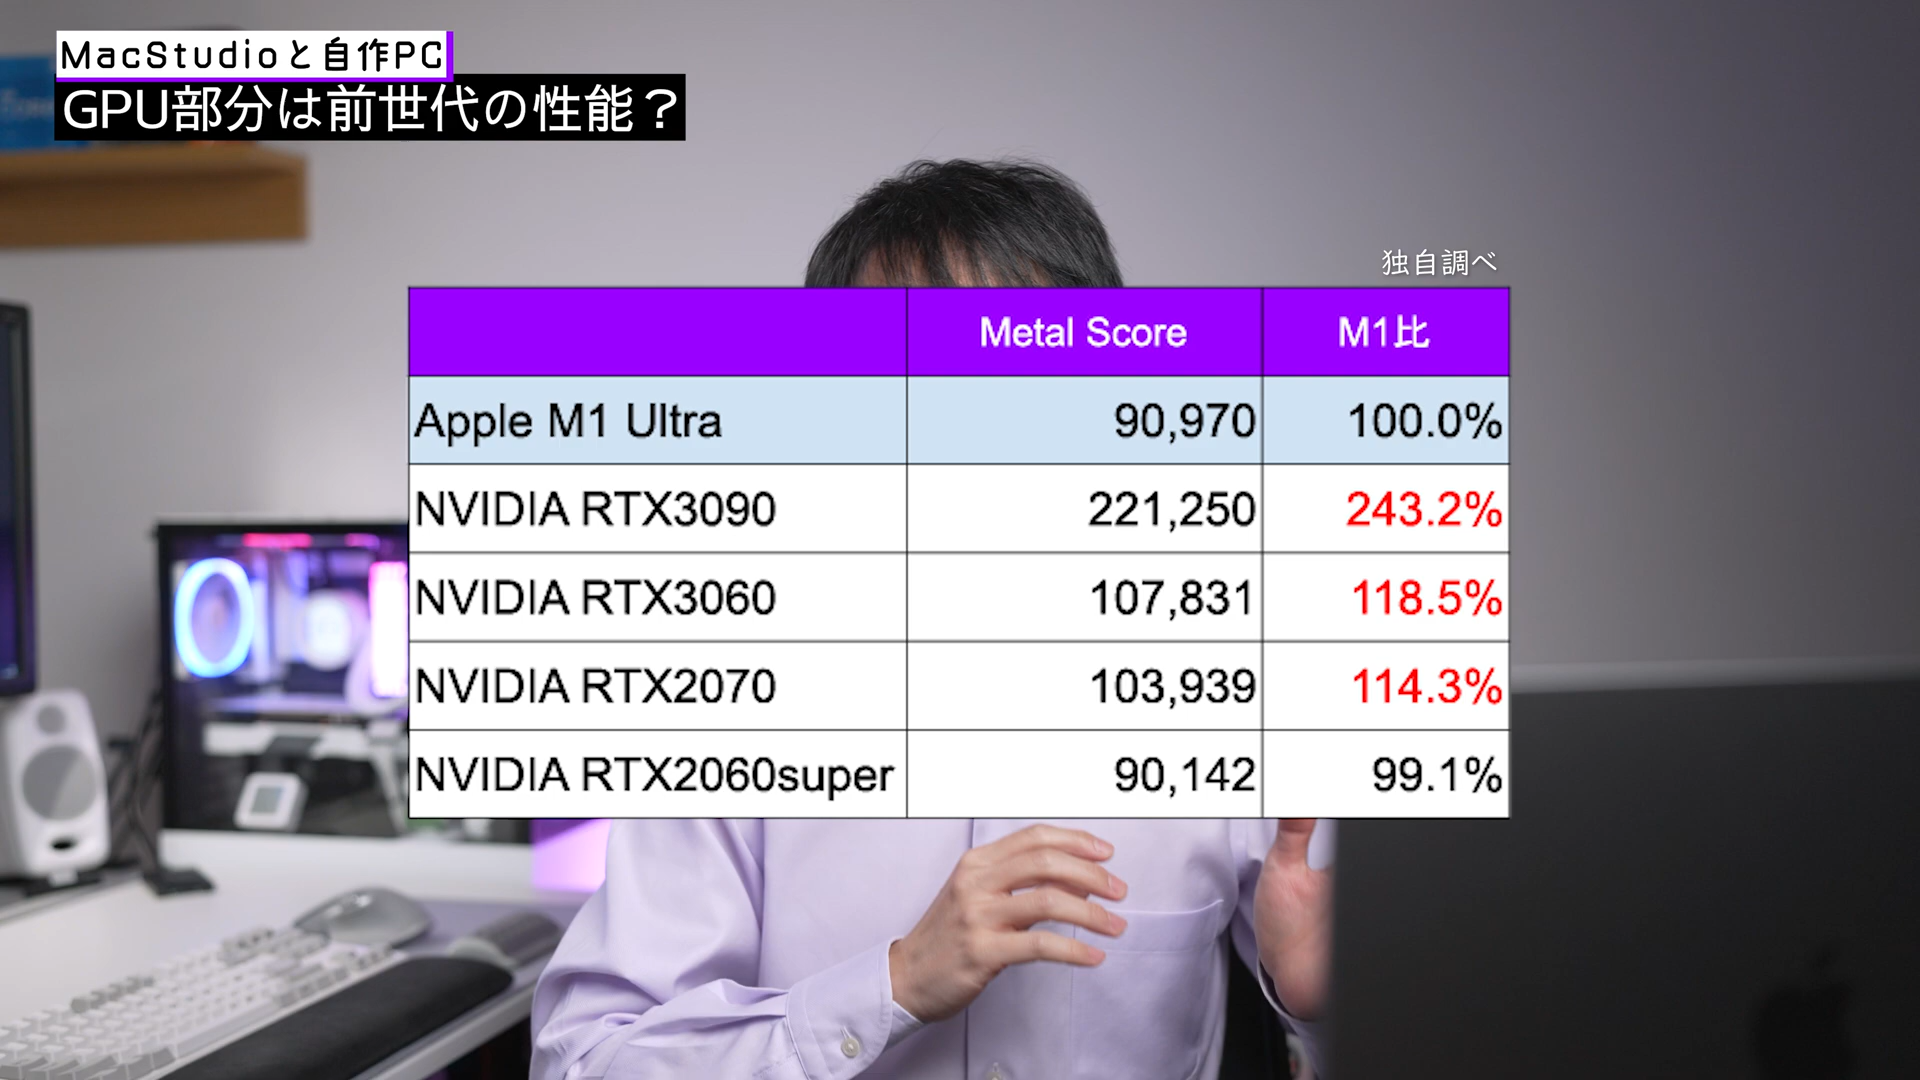 MacStudioと自作PC
GPU部分は前世代の性能？
独自調べ
Metal Score M1比
Apple M1 Ultra 90,970 100.0%
NVIDIA RTX3090 221,250 243.2%
NVIDIA RTX3060 107,831 118.5%
NVIDIA RTX2070 103,939 114.3%
NVIDIA RTX2060super 90,142 99.1%